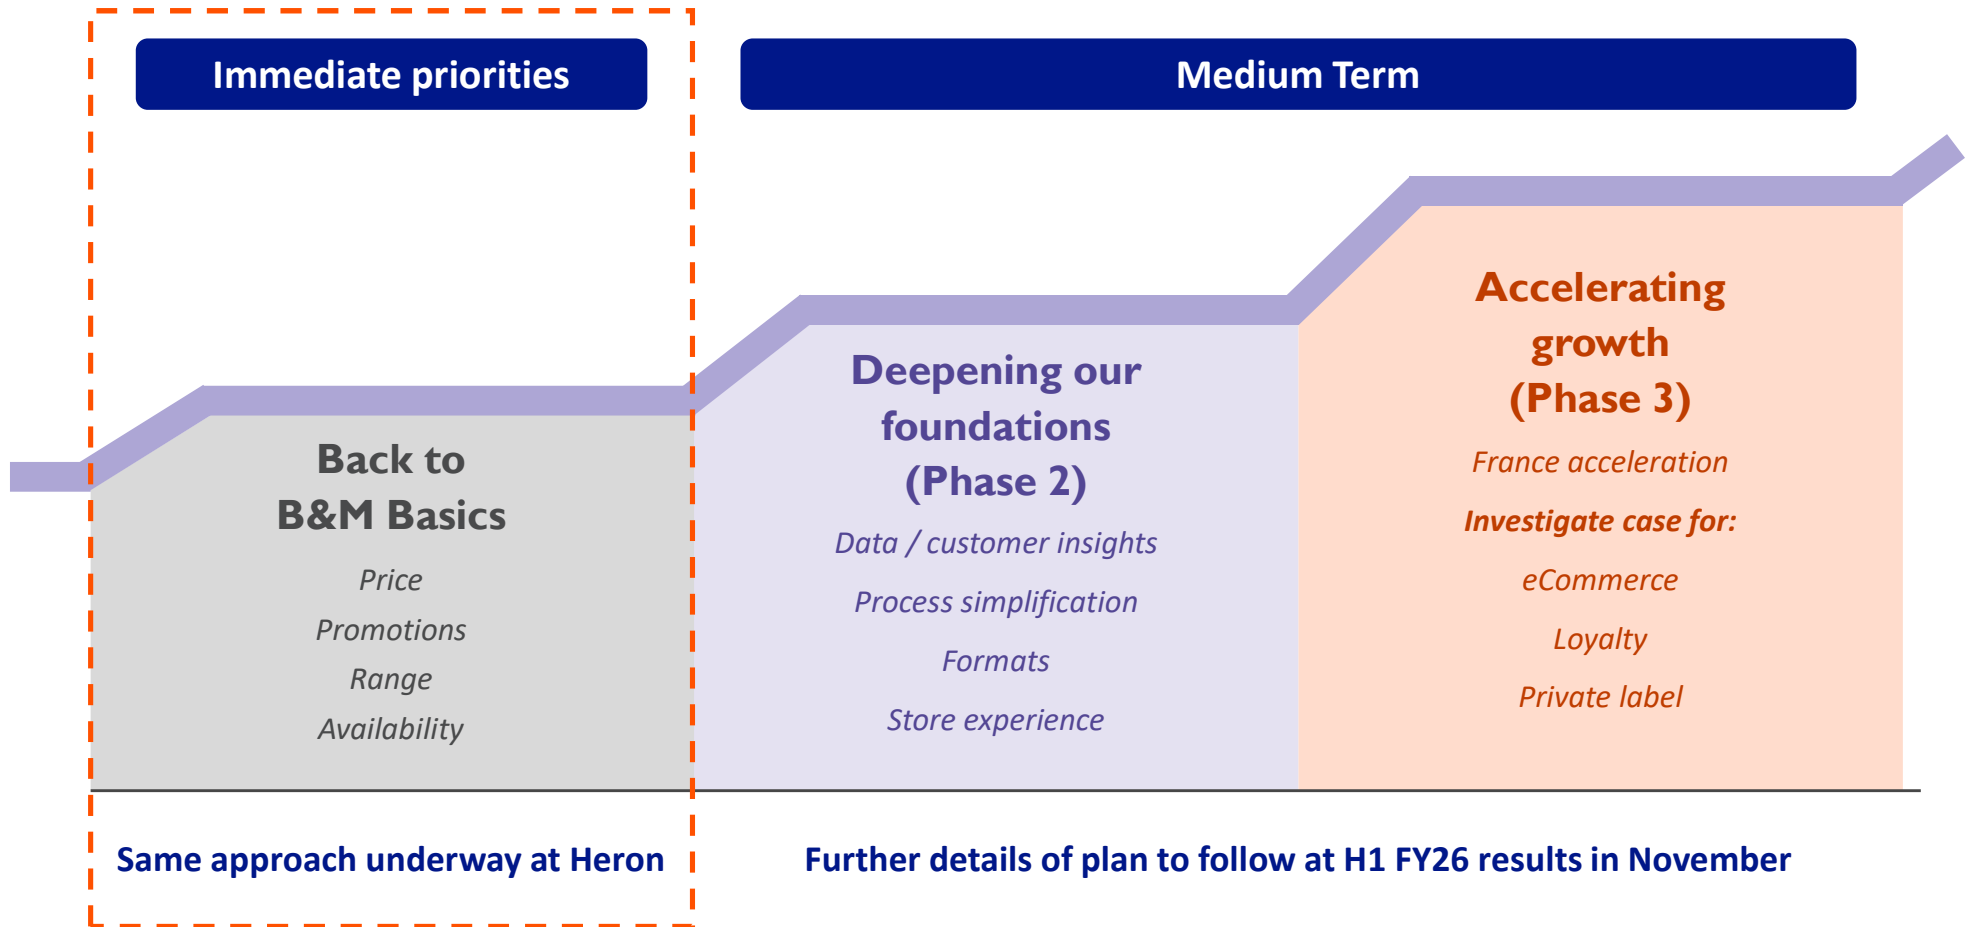 Immediate priorities
Medium Term
Back to
B&M Basics
Price
Promotions
Range
Availability
Deepening our
foundations
(Phase 2)
Data / customer insights
Process simplification
Formats
Store experience
Accelerating
growth
(Phase 3)
France acceleration
Investigate case for:
eCommerce
Loyalty
Private label
Same approach underway at Heron
Further details of plan to follow at H1 FY26 results in November